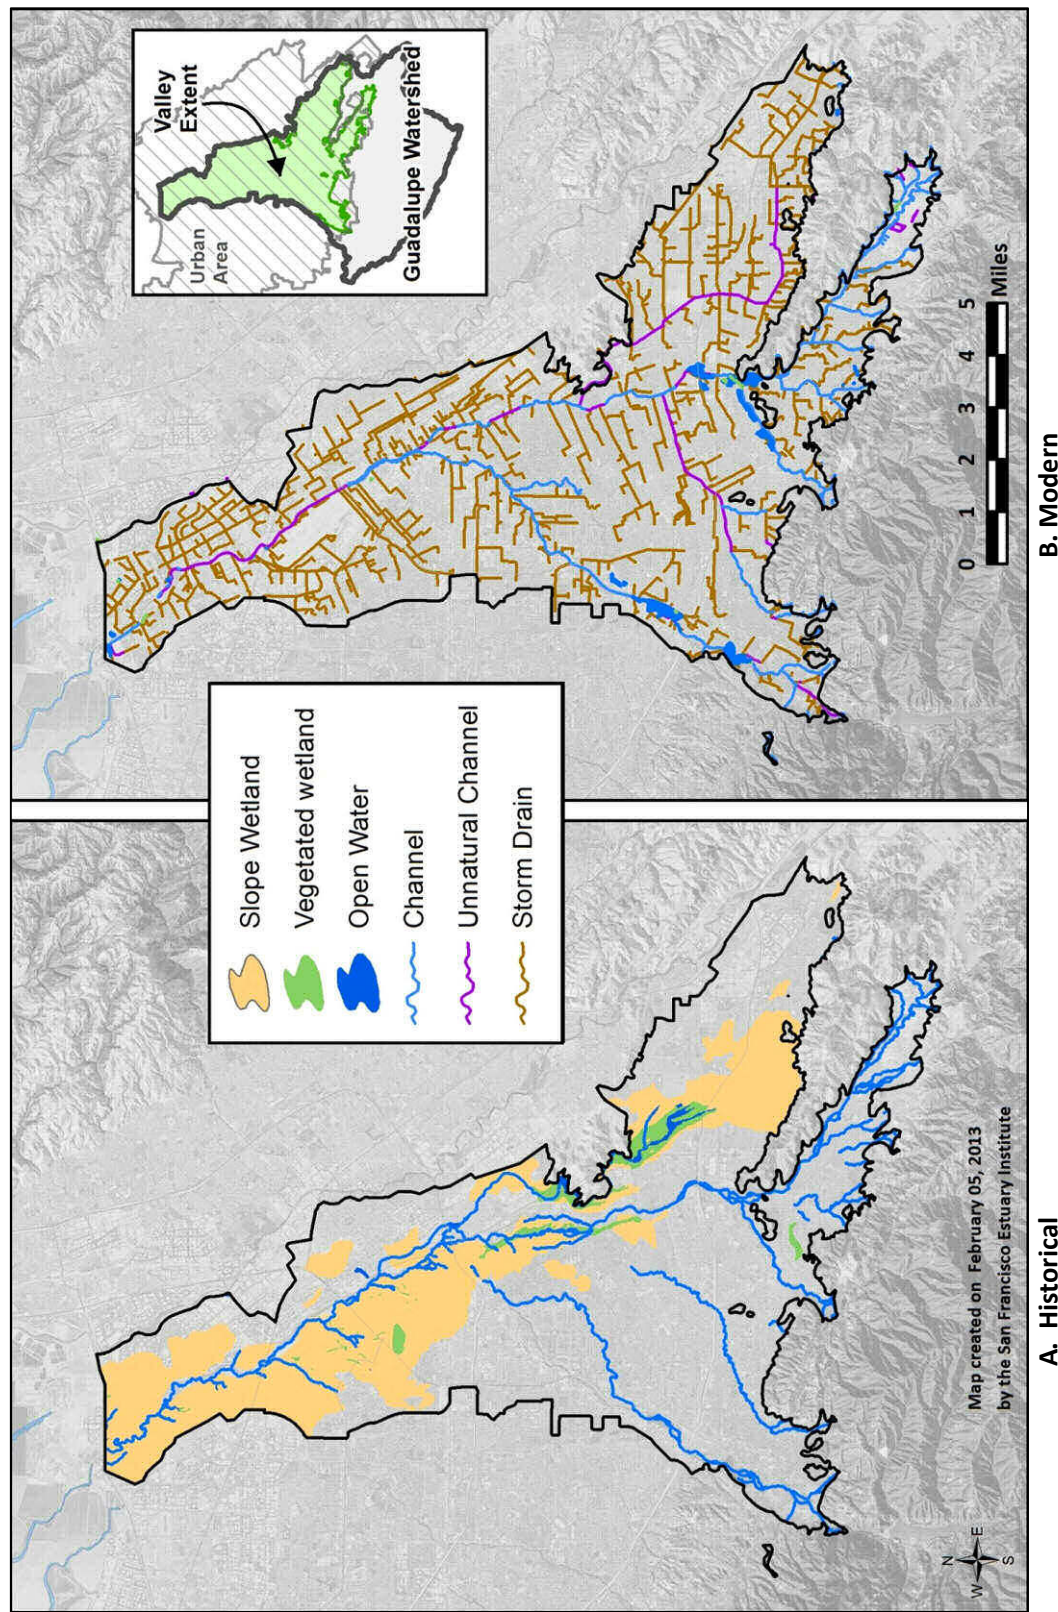 A. Historical
Map created on February 05, 2013
by the San Francisco Estuary Institute
N
W
E
S
Slope Wetland
Vegetated wetland
Open Water
Channel
Unnatural Channel
Storm Drain
B. Modern
Valley
Extent
Urban
Area
Guadalupe Watershed
0 1 2 3 4 5
Miles